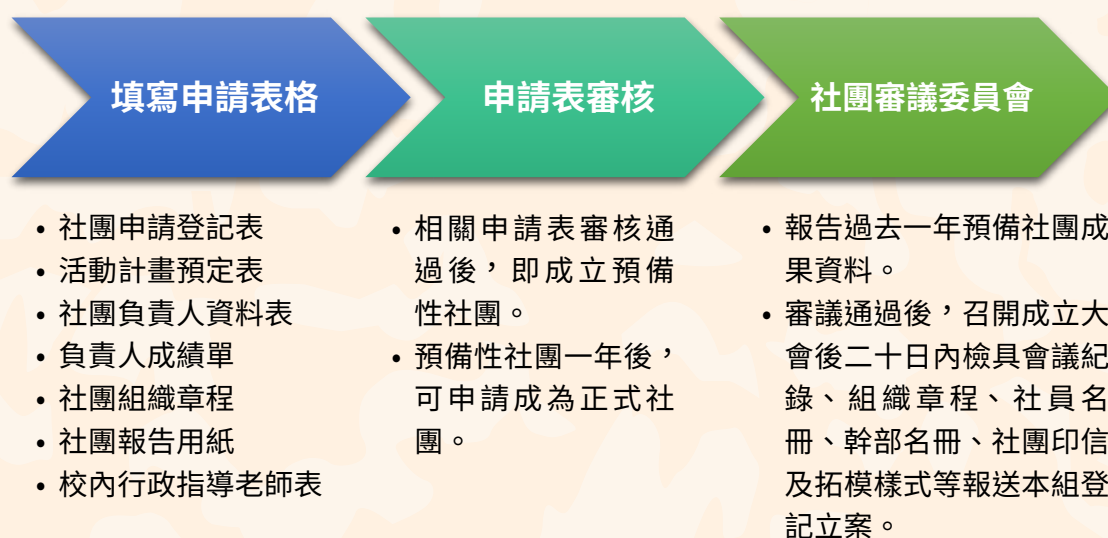 填寫申請表格
申請表審核
社團審議委員會
• 社團申請登記表
• 活動計畫預定表
• 社團負責人資料表
• 負責人成績單
• 社團組織章程
• 社團報告用紙
• 校內行政指導老師表
• 相關申請表審核通
過後，即成立預備
性社團。
• 預備性社團一年後，
可申請成為正式社
團。
• 報告過去一年預備社團成
果資料。
• 審議通過後，召開成立大
會後二十日內檢具會議紀
錄、組織章程、社員名
冊、幹部名冊、社團印信
及拓模樣式等報送本組登
記立案。